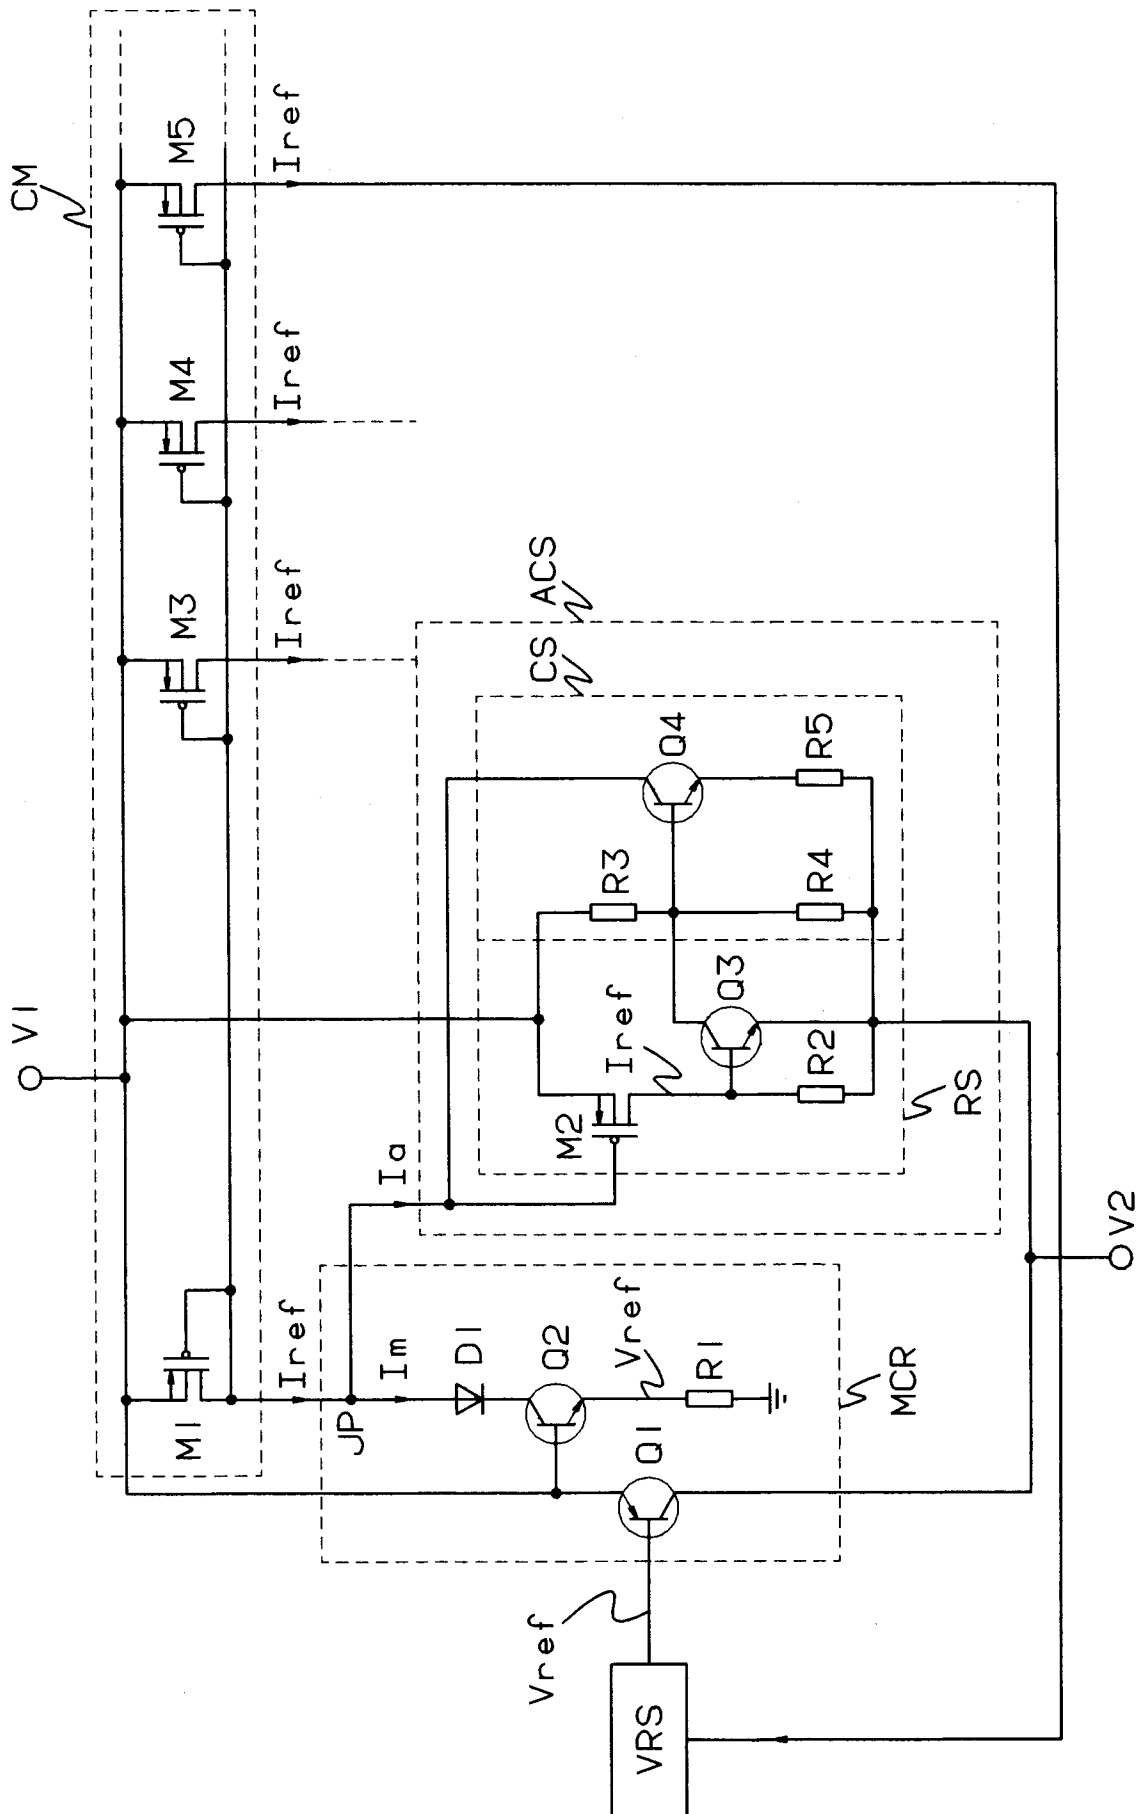 V1
CM
M1
M3
M4
M5
Iref
Iref
Iref
Iref
JP
Im
Ia
D1
Q2
Vref
R1
Q1
MCR
Vref
VRS
M2
Iref
Q3
R2
RS
R3
R4
Q4
R5
CS
ACS
V2